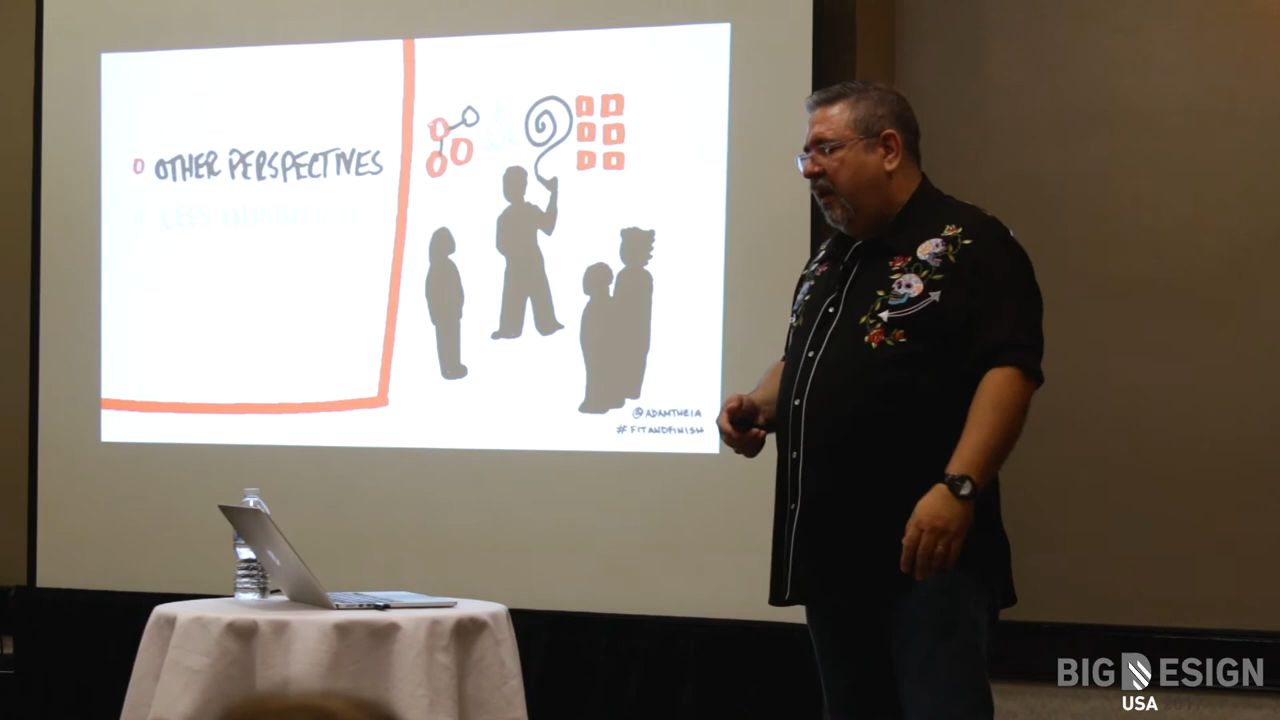 OTHER PERSPECTIVES
@ADAMTHEIA
#FITANDFINISH
BIG DESIGN
USA